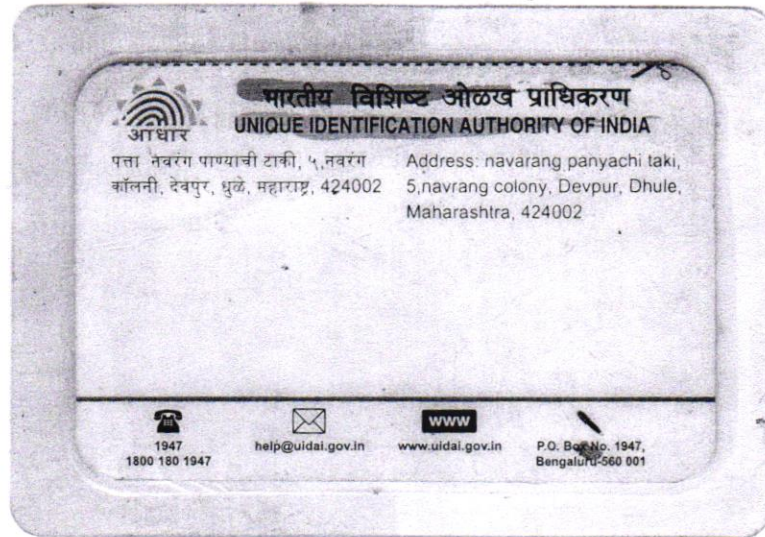 भारतीय विशिष्ट ओळख प्राधिकरण
UNIQUE IDENTIFICATION AUTHORITY OF INDIA
आधार
पत्ता नवरंग पाण्याची टाकी, ५,नवरंग
कॉलनी, देवपुर, धुळे, महाराष्ट्र, 424002
Address: navarang panyachi taki,
5,navrang colony, Devpur, Dhule,
Maharashtra, 424002
1947
1800 180 1947
help@uidai.gov.in
www
www.uidai.gov.in
P.O. Box No. 1947,
Bengaluru-560 001